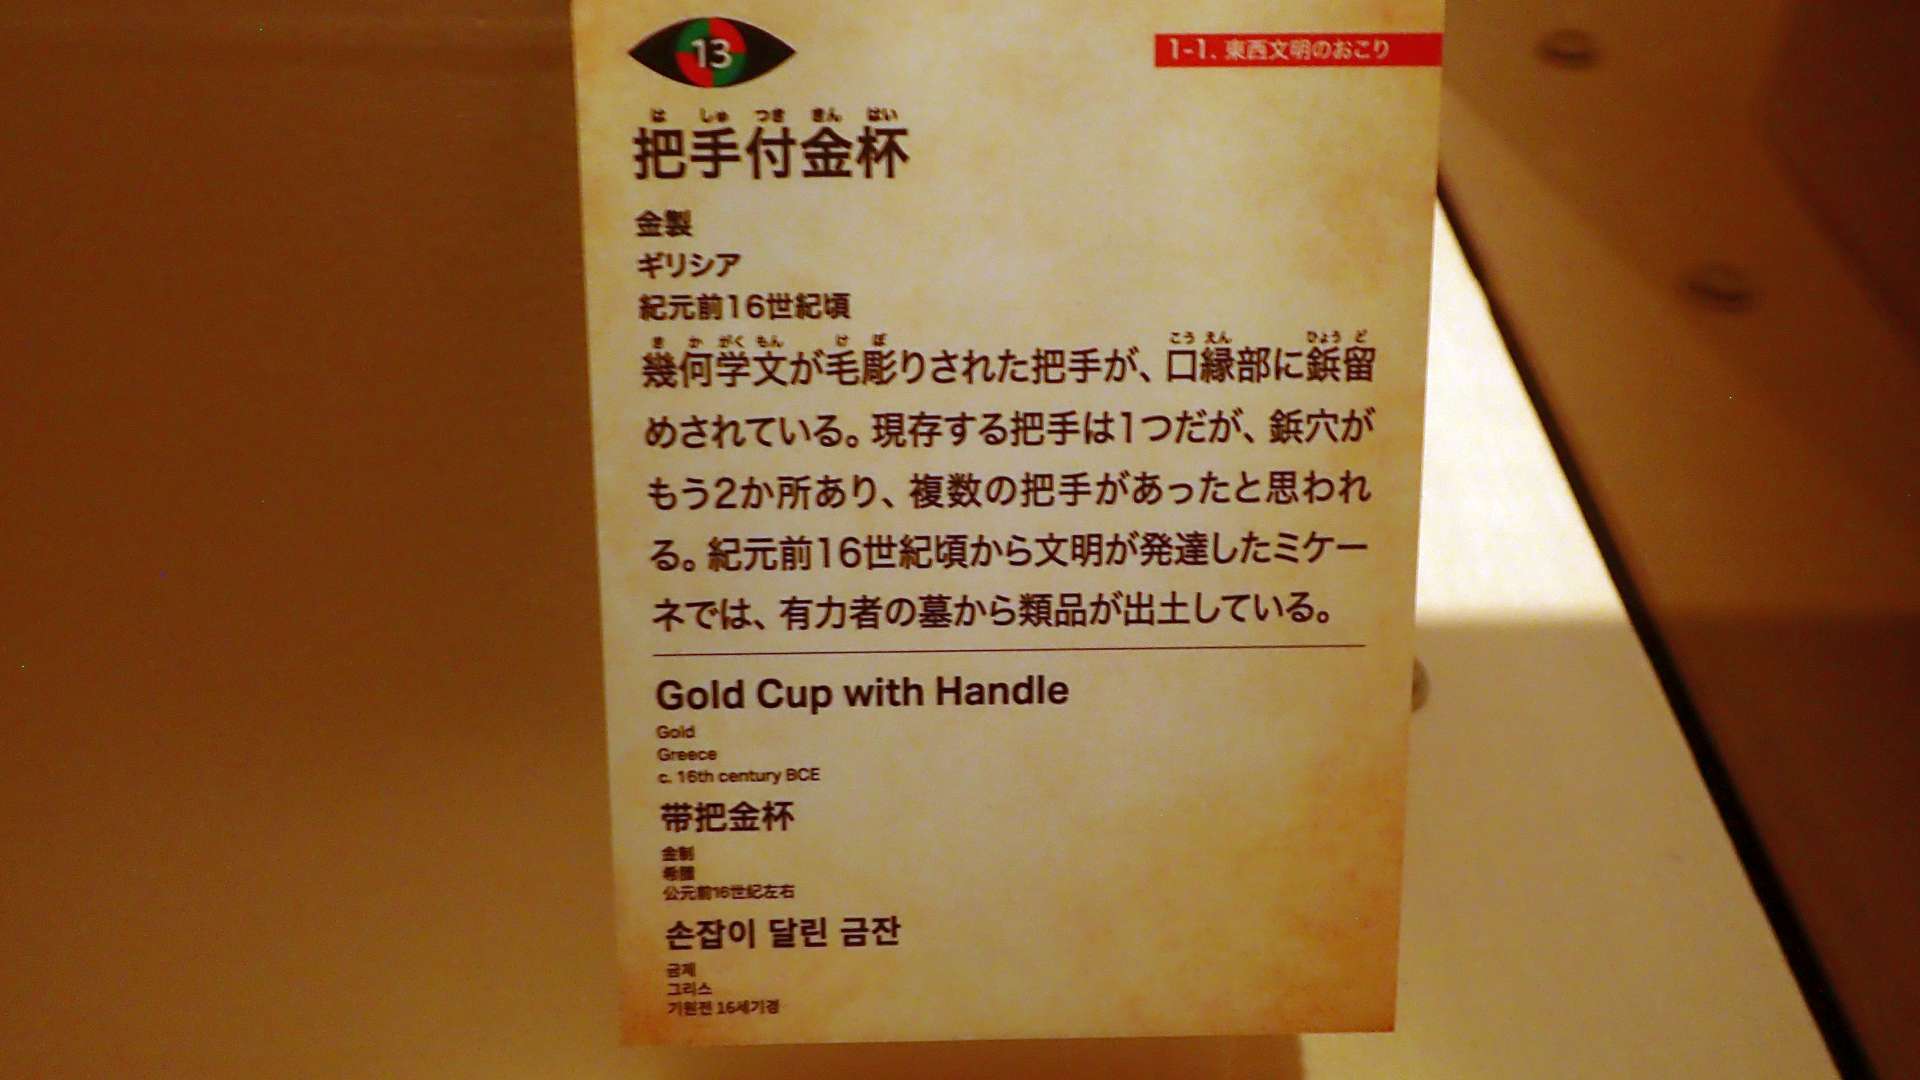 13
1-1. 東西文明のおこり
は しゅ つき きん はい
把手付金杯
金製
ギリシア
紀元前16世紀頃
き か がく もん け ぼ こう えん びょう ど
幾何学文が毛彫りされた把手が、口縁部に鋲留
めされている。現存する把手は1つだが、鋲穴が
もう2か所あり、複数の把手があったと思われ
る。紀元前16世紀頃から文明が発達したミケー
ネでは、有力者の墓から類品が出土している。
Gold Cup with Handle
Gold
Greece
c. 16th century BCE
带把金杯
金制
希腊
公元前16世纪左右
손잡이 달린 금잔
금제
그리스
기원전 16세기경